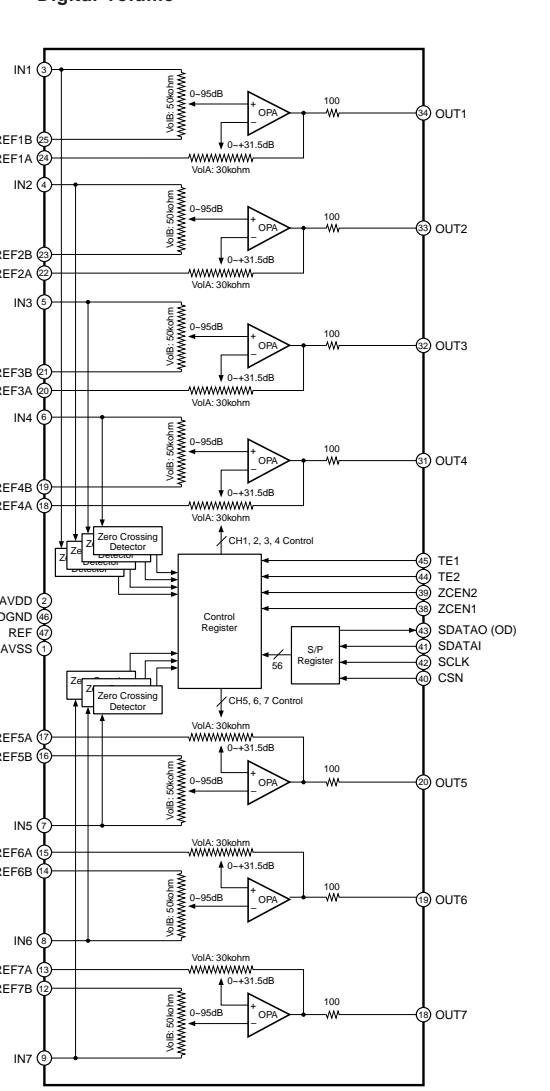 Digital Volume
IN1 3
VolB: 50kohm
0~95dB
+
OPA
−
0~+31.5dB
VolA: 30kohm
100
34 OUT1
REF1B 25
REF1A 24
IN2 4
VolB: 50kohm
0~95dB
+
OPA
−
0~+31.5dB
VolA: 30kohm
100
33 OUT2
REF2B 23
REF2A 22
IN3 5
VolB: 50kohm
0~95dB
+
OPA
−
0~+31.5dB
VolA: 30kohm
100
32 OUT3
REF3B 21
REF3A 20
IN4 6
VolB: 50kohm
0~95dB
+
OPA
−
0~+31.5dB
VolA: 30kohm
100
31 OUT4
REF4B 19
REF4A 18
Zero Crossing
Detector
CH1, 2, 3, 4 Control
Control
Register
45 TE1
44 TE2
39 ZCEN2
38 ZCEN1
43 SDATAO (OD)
41 SDATAI
42 SCLK
40 CSN
S/P
Register
56
AVDD 2
DGND 46
REF 47
AVSS 1
Zero Crossing
Detector
CH5, 6, 7 Control
REF5A 17
REF5B 16
VolA: 30kohm
0~+31.5dB
VolB: 50kohm
0~95dB
+
OPA
−
100
20 OUT5
IN5 7
REF6A 15
REF6B 14
VolA: 30kohm
0~+31.5dB
VolB: 50kohm
0~95dB
+
OPA
−
100
19 OUT6
IN6 8
REF7A 13
REF7B 12
VolA: 30kohm
0~+31.5dB
VolB: 50kohm
0~95dB
+
OPA
−
100
18 OUT7
IN7 9